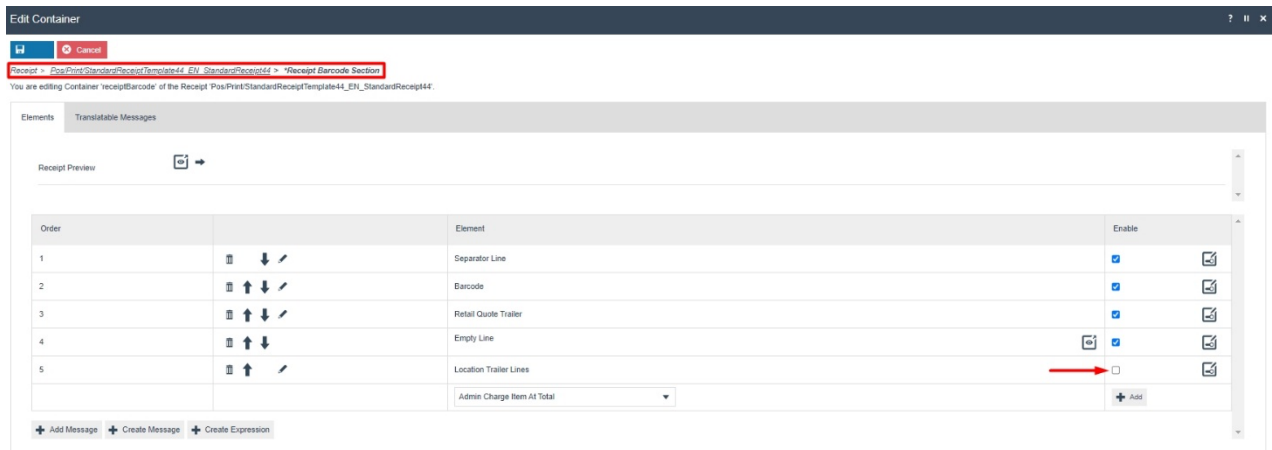 Edit Container
? II ×
Cancel
Receipt > Pos/Print/StandardReceiptTemplate44_EN_StandardReceipt44 > *Receipt Barcode Section
You are editing Container 'receiptBarcode' of the Receipt 'Pos/Print/StandardReceiptTemplate44_EN_StandardReceipt44'.
Elements Translatable Messages
Receipt Preview
Order Element Enable
1 Separator Line
2 Barcode
3 Retail Quote Trailer
4 Empty Line
5 Location Trailer Lines
Admin Charge Item At Total Add
Add Message Create Message Create Expression